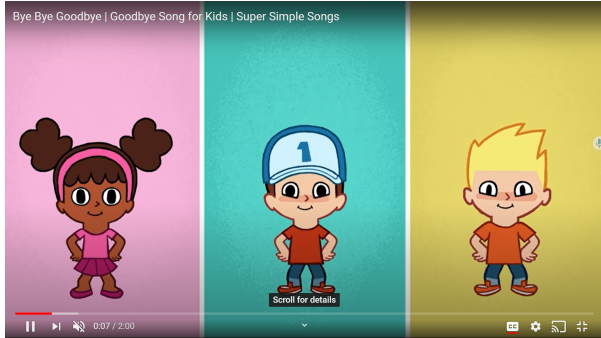 Bye Bye Goodbye | Goodbye Song for Kids | Super Simple Songs
1
Scroll for details
0:07 / 2:00
CC